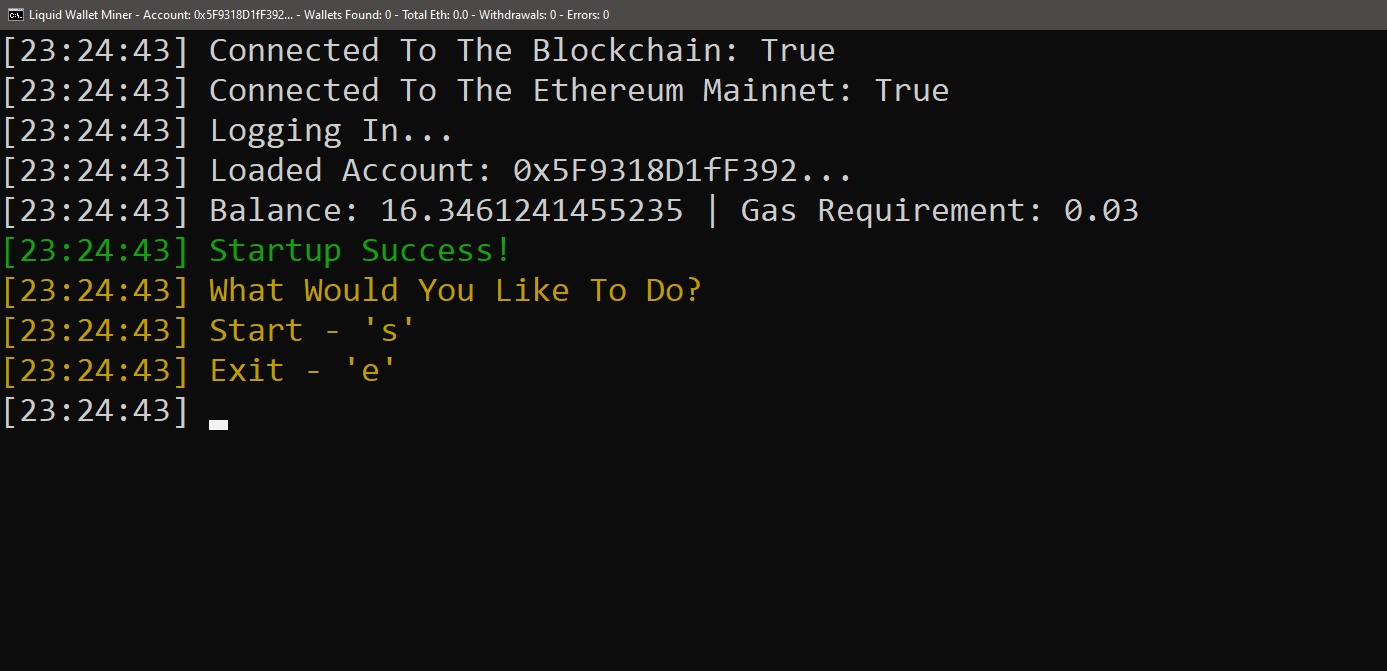 Liquid Wallet Miner - Account: 0x5F9318D1fF392... - Wallets Found: 0 - Total Eth: 0.0 - Withdrawals: 0 - Errors: 0
[23:24:43] Connected To The Blockchain: True
[23:24:43] Connected To The Ethereum Mainnet: True
[23:24:43] Logging In...
[23:24:43] Loaded Account: 0x5F9318D1fF392...
[23:24:43] Balance: 16.3461241455235 | Gas Requirement: 0.03
[23:24:43] Startup Success!
[23:24:43] What Would You Like To Do?
[23:24:43] Start - 's'
[23:24:43] Exit - 'e'
[23:24:43]